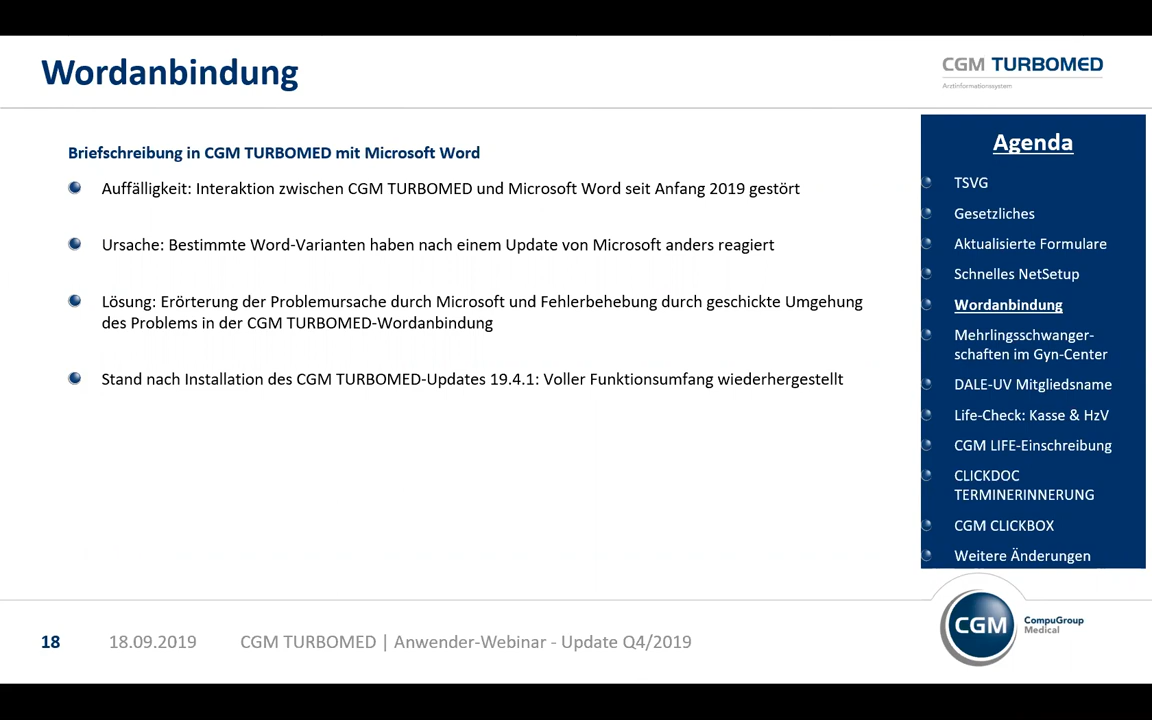 Wordanbindung
CGM TURBOMED
Arztinformationssystem
Briefschreibung in CGM TURBOMED mit Microsoft Word
Auffälligkeit: Interaktion zwischen CGM TURBOMED und Microsoft Word seit Anfang 2019 gestört
Ursache: Bestimmte Word-Varianten haben nach einem Update von Microsoft anders reagiert
Lösung: Erörterung der Problemursache durch Microsoft und Fehlerbehebung durch geschickte Umgehung
des Problems in der CGM TURBOMED-Wordanbindung
Stand nach Installation des CGM TURBOMED-Updates 19.4.1: Voller Funktionsumfang wiederhergestellt
Agenda
TSVG
Gesetzliches
Aktualisierte Formulare
Schnelles NetSetup
Wordanbindung
Mehrlingsschwanger-
schaften im Gyn-Center
DALE-UV Mitgliedsname
Life-Check: Kasse & HzV
CGM LIFE-Einschreibung
CLICKDOC
TERMINERINNERUNG
CGM CLICKBOX
Weitere Änderungen
18 18.09.2019 CGM TURBOMED | Anwender-Webinar - Update Q4/2019
CGM
CompuGroup
Medical